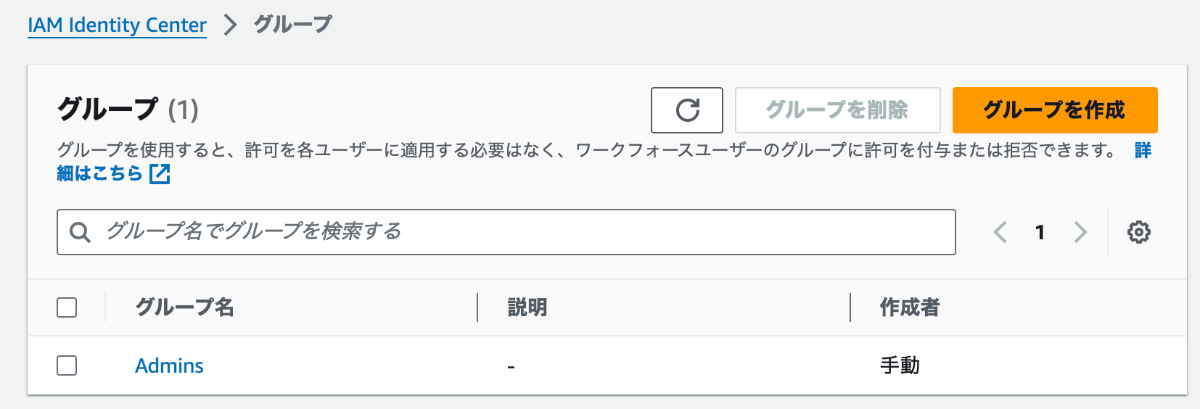 IAM Identity Center > グループ
グループ (1)
グループを削除
グループを作成
グループを使用すると、許可を各ユーザーに適用する必要はなく、ワークフォースユーザーのグループに許可を付与または拒否できます。 詳
細はこちら
グループ名でグループを検索する
1
グループ名 説明 作成者
Admins - 手動